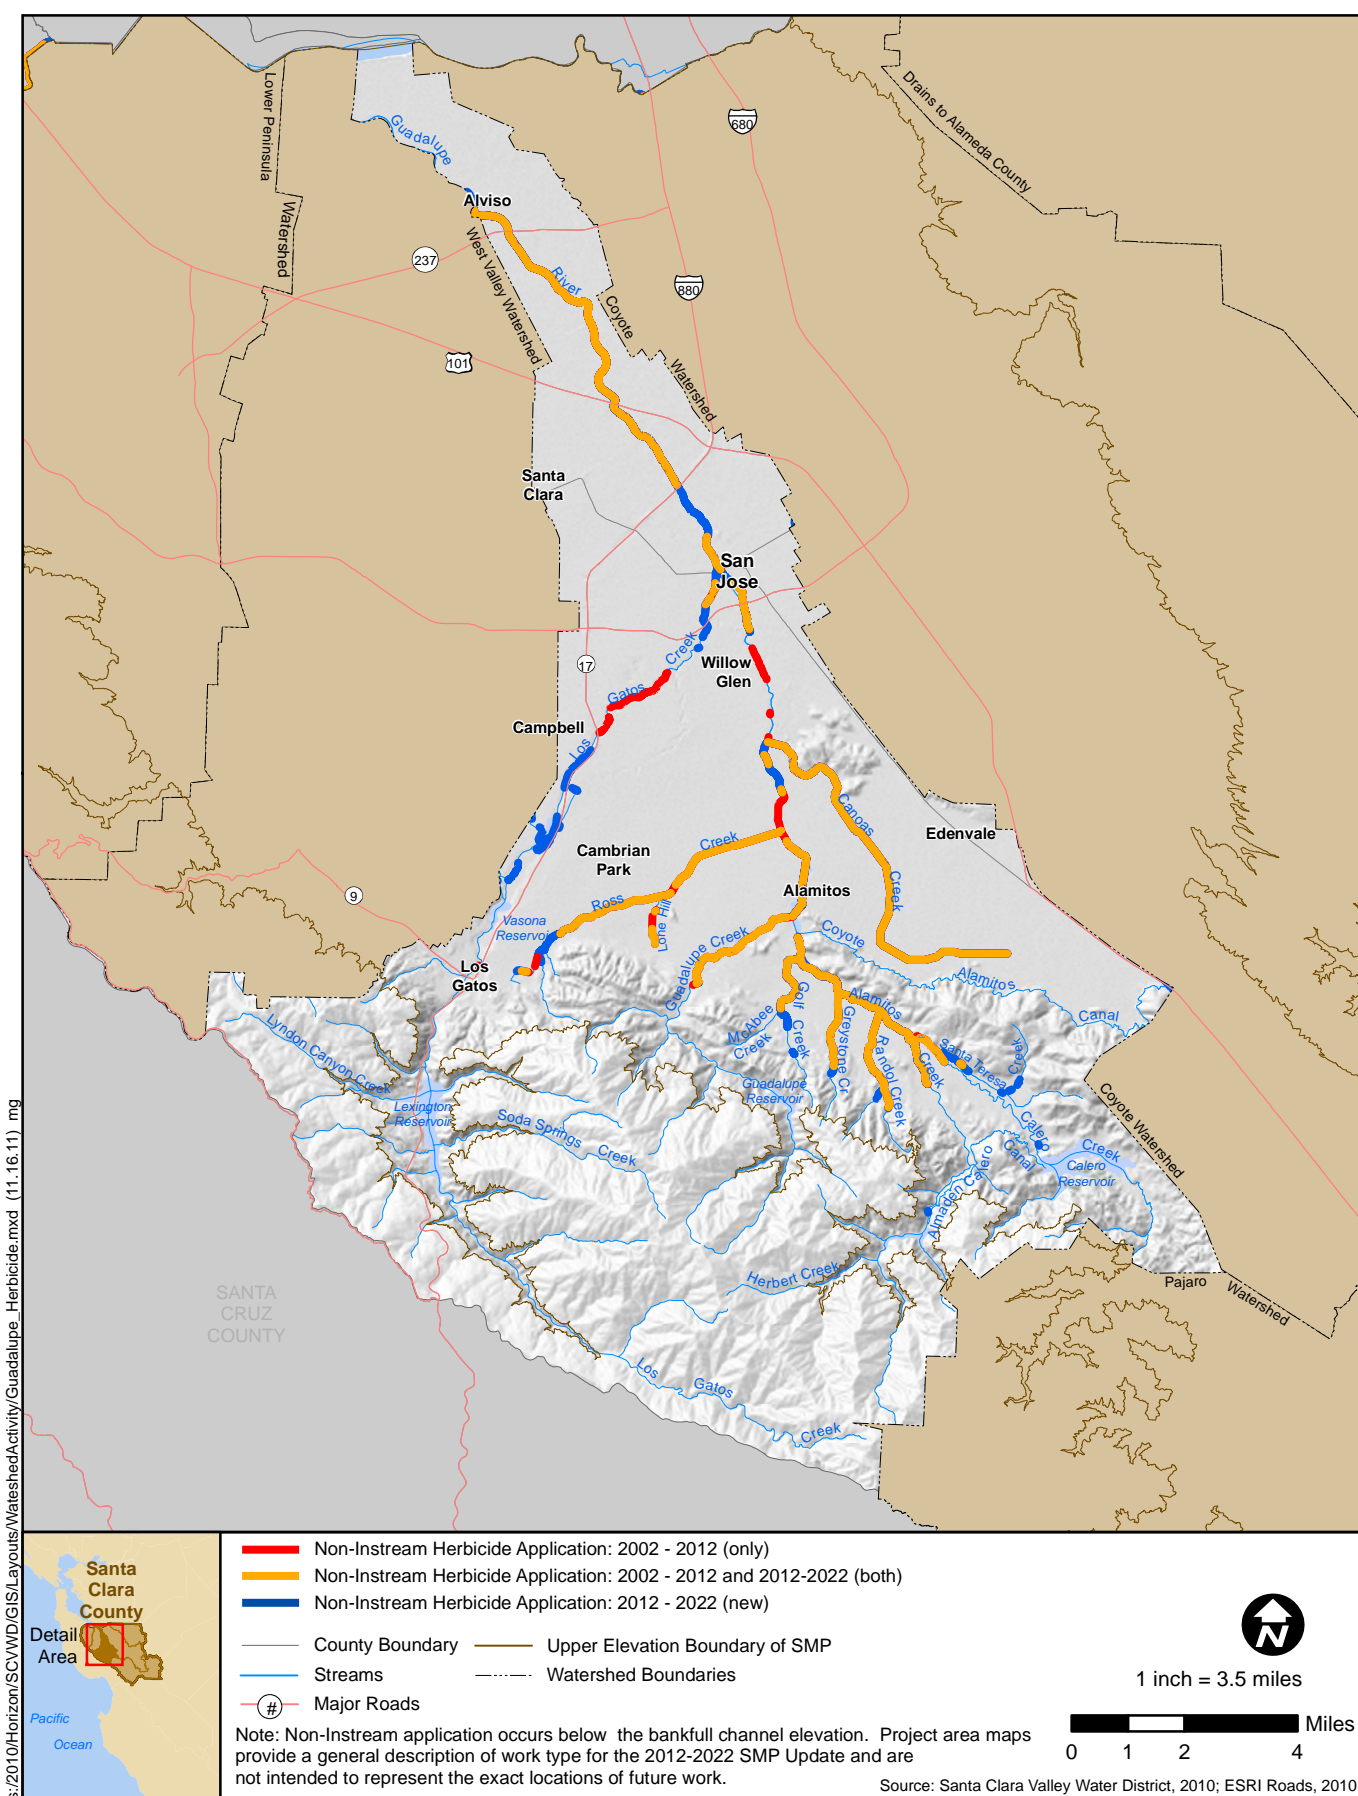 Lower Peninsula
Watershed
Guadalupe
680
Drains to Alameda County
Alviso
West Valley Watershed
237
River
880
Coyote
Watershed
101
Santa
Clara
San
Jose
Creek
Willow
Glen
17
Gatos
Campbell
Los
Canoas
Creek
Edenvale
Creek
Cambrian
Park
9
Ross
Alamitos
Lone Hill
Vasona
Reservoir
Guadalupe Creek
Coyote
Alamitos
Canal
Los
Gatos
Golf
Creek
Alamitos
Creek
McAbee
Creek
Greystone Cr
Randol Creek
Santa Teresa
Creek
Lyndon Canyon Creek
Guadalupe
Reservoir
Lexington
Reservoir
Soda Springs
Creek
Calero
Canal
Creek
Calero
Reservoir
Coyote Watershed
Almaden Calero
Herbert Creek
Pajaro
Watershed
SANTA
CRUZ
COUNTY
Los
Gatos
Creek
s:/2010/Horizon/SCVWD/GIS/Layouts/WateshedActivity/Guadalupe_Herbicide.mxd (11.16.11) mg
Santa
Clara
County
Detail
Area
Pacific
Ocean
Non-Instream Herbicide Application: 2002 - 2012 (only)
Non-Instream Herbicide Application: 2002 - 2012 and 2012-2022 (both)
Non-Instream Herbicide Application: 2012 - 2022 (new)
County Boundary
Upper Elevation Boundary of SMP
Streams
Watershed Boundaries
# Major Roads
N
1 inch = 3.5 miles
Miles
0 1 2 4
Note: Non-Instream application occurs below the bankfull channel elevation. Project area maps
provide a general description of work type for the 2012-2022 SMP Update and are
not intended to represent the exact locations of future work.
Source: Santa Clara Valley Water District, 2010; ESRI Roads, 2010